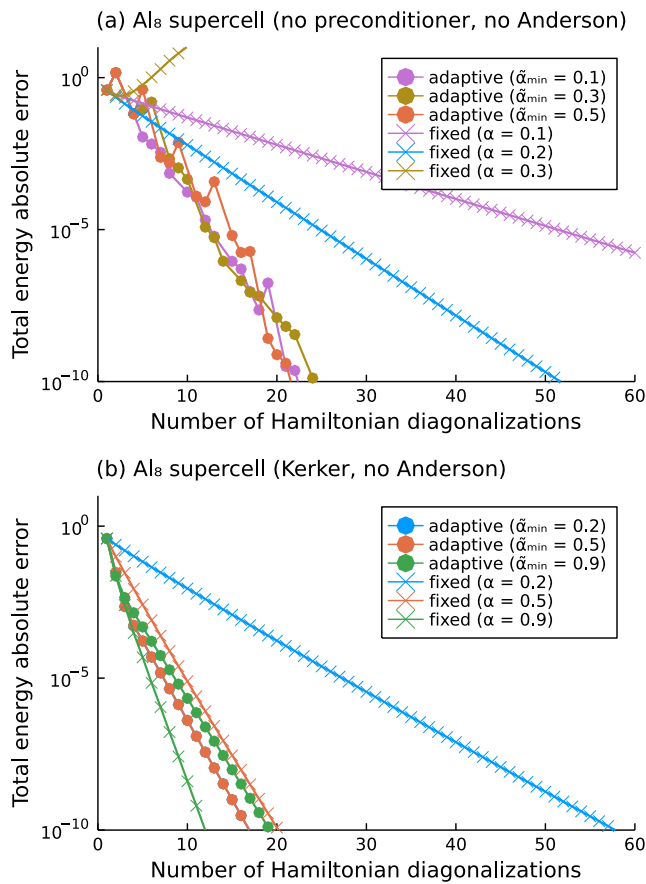 (a) Al₈ supercell (no preconditioner, no Anderson)
Total energy absolute error
10⁰
10⁻⁵
10⁻¹⁰
adaptive (α̃ₘᵢₙ = 0.1)
adaptive (α̃ₘᵢₙ = 0.3)
adaptive (α̃ₘᵢₙ = 0.5)
fixed (α = 0.1)
fixed (α = 0.2)
fixed (α = 0.3)
0 10 20 30 40 50 60
Number of Hamiltonian diagonalizations
(b) Al₈ supercell (Kerker, no Anderson)
Total energy absolute error
10⁰
10⁻⁵
10⁻¹⁰
adaptive (α̃ₘᵢₙ = 0.2)
adaptive (α̃ₘᵢₙ = 0.5)
adaptive (α̃ₘᵢₙ = 0.9)
fixed (α = 0.2)
fixed (α = 0.5)
fixed (α = 0.9)
0 10 20 30 40 50 60
Number of Hamiltonian diagonalizations